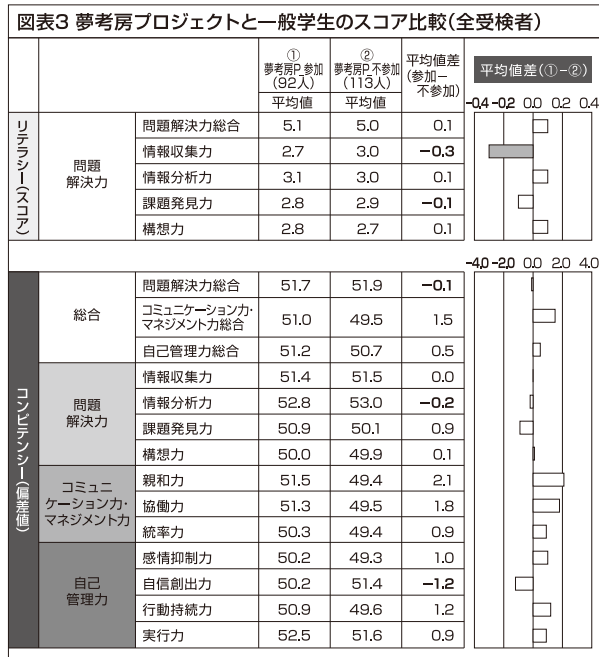 図表3 夢考房プロジェクトと一般学生のスコア比較(全受検者)
① 夢考房P_参加 (92人) ② 夢考房P_不参加 (113人) 平均値差 (参加－不参加) 平均値差(①－②)
平均値 平均値
-0.4 -0.2 0.0 0.2 0.4
リテラシー(スコア)
問題解決力
問題解決力総合 5.1 5.0 0.1
情報収集力 2.7 3.0 −0.3
情報分析力 3.1 3.0 0.1
課題発見力 2.8 2.9 −0.1
構想力 2.8 2.7 0.1
-4.0 -2.0 0.0 2.0 4.0
コンピテンシー(偏差値)
総合
問題解決力総合 51.7 51.9 −0.1
コミュニケーション力・マネジメント力総合 51.0 49.5 1.5
自己管理力総合 51.2 50.7 0.5
問題解決力
情報収集力 51.4 51.5 0.0
情報分析力 52.8 53.0 −0.2
課題発見力 50.9 50.1 0.9
構想力 50.0 49.9 0.1
コミュニケーション力・マネジメント力
親和力 51.5 49.4 2.1
協働力 51.3 49.5 1.8
統率力 50.3 49.4 0.9
自己管理力
感情抑制力 50.2 49.3 1.0
自信創出力 50.2 51.4 −1.2
行動持続力 50.9 49.6 1.2
実行力 52.5 51.6 0.9